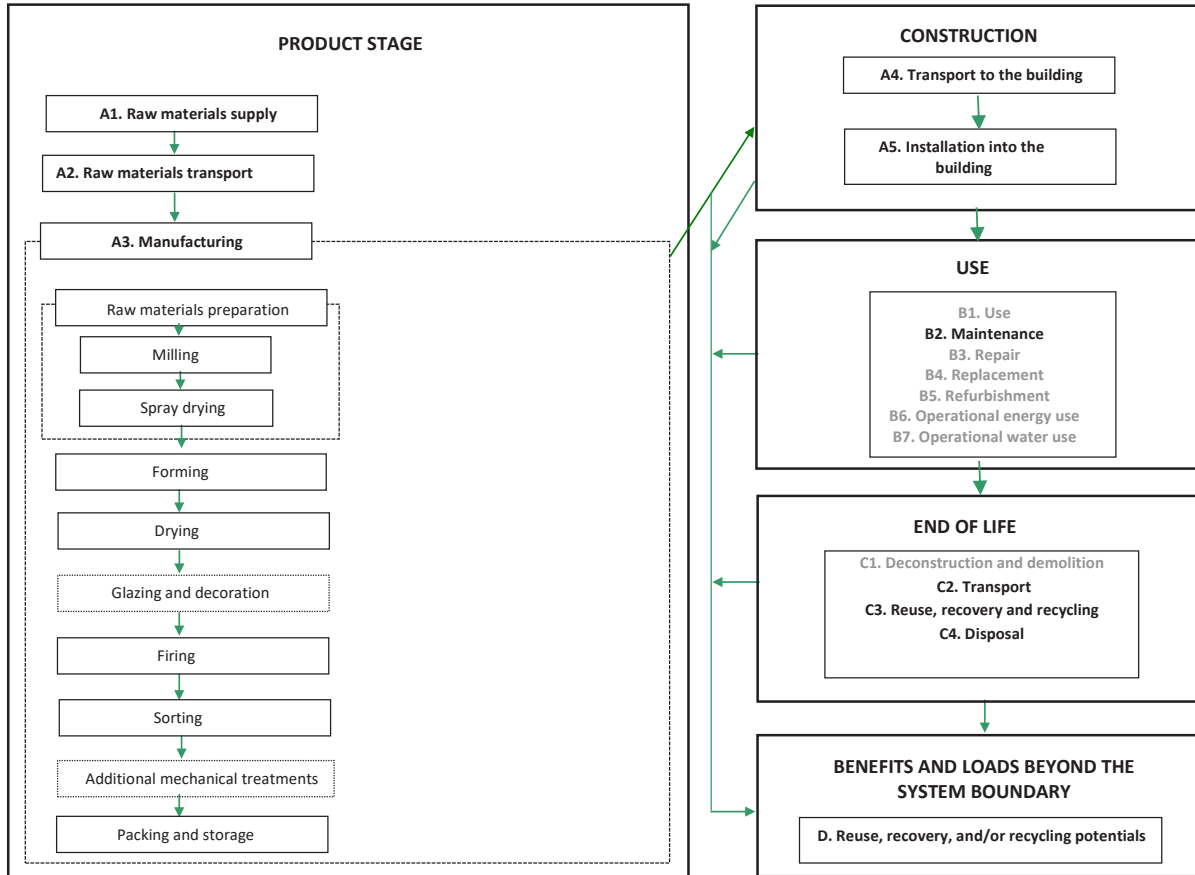 PRODUCT STAGE
A1. Raw materials supply
A2. Raw materials transport
A3. Manufacturing
Raw materials preparation
Milling
Spray drying
Forming
Drying
Glazing and decoration
Firing
Sorting
Additional mechanical treatments
Packing and storage
CONSTRUCTION
A4. Transport to the building
A5. Installation into the
building
USE
B1. Use
B2. Maintenance
B3. Repair
B4. Replacement
B5. Refurbishment
B6. Operational energy use
B7. Operational water use
END OF LIFE
C1. Deconstruction and demolition
C2. Transport
C3. Reuse, recovery and recycling
C4. Disposal
BENEFITS AND LOADS BEYOND THE
SYSTEM BOUNDARY
D. Reuse, recovery, and/or recycling potentials